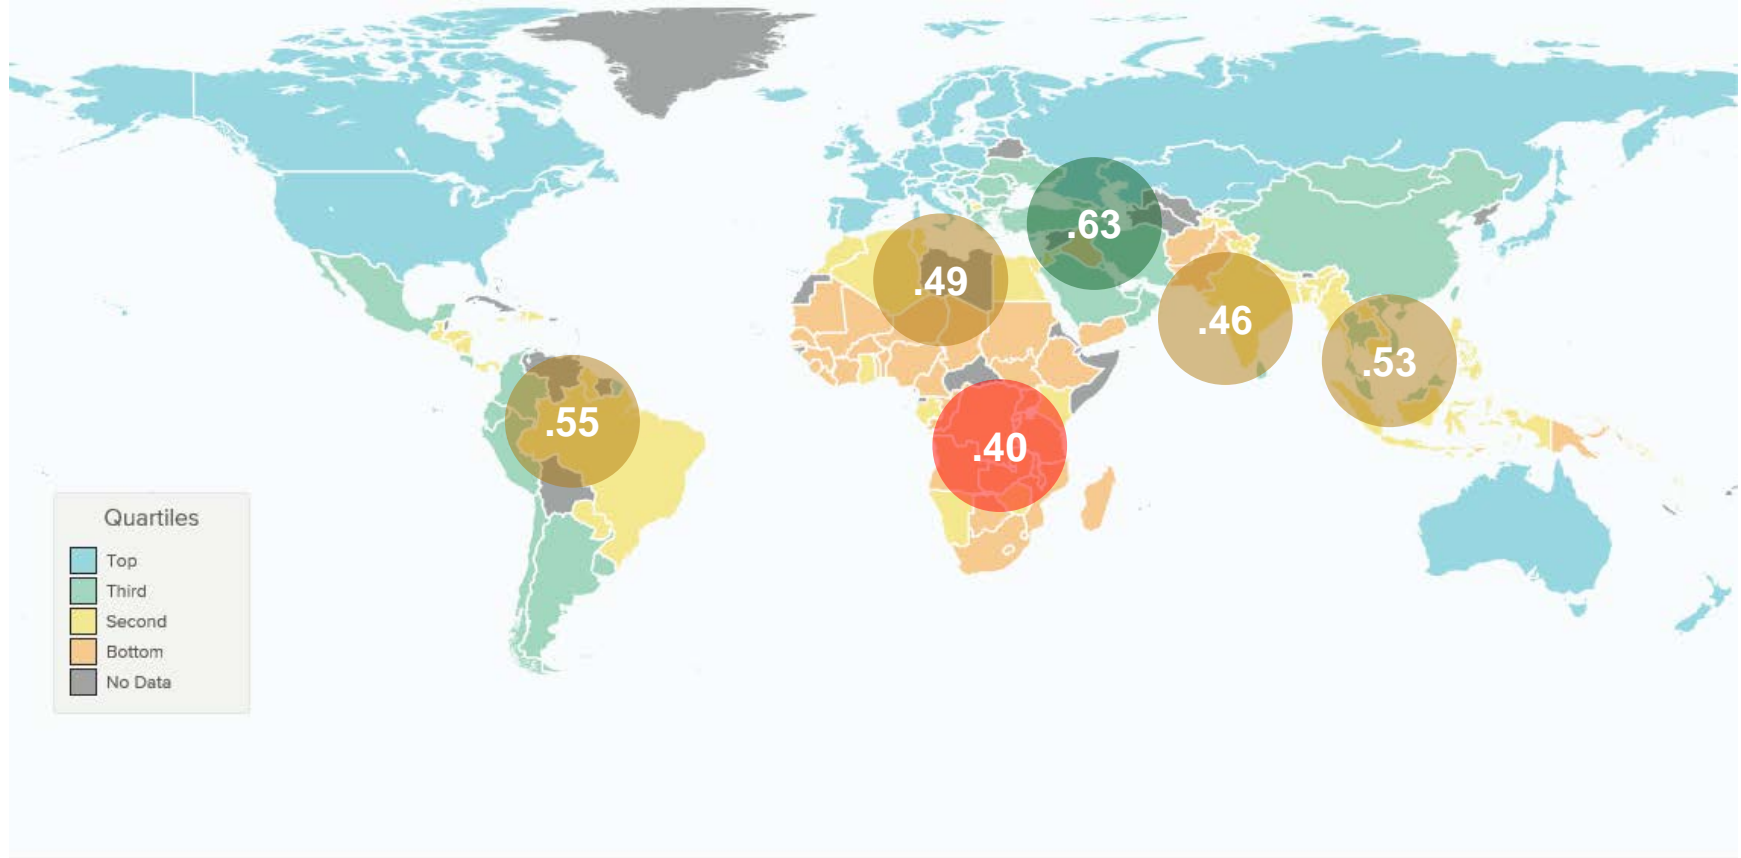 .63
.49
.46
.53
.55
.40
Quartiles
Top
Third
Second
Bottom
No Data